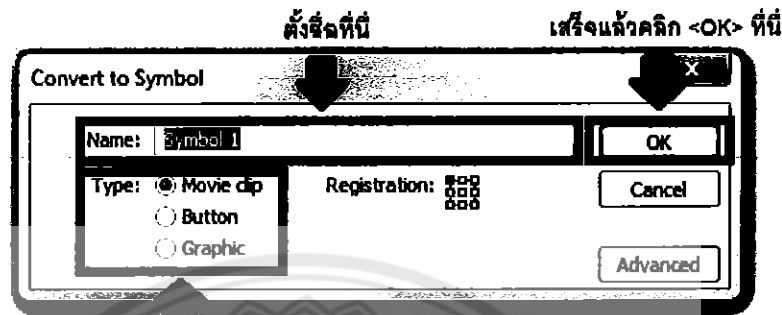 ตั้งชื่อที่นี่ เสร็จแล้วคลิก <OK> ที่นี่
Convert to Symbol X
Name: Symbol 1 OK
Type: Movie clip Registration: Cancel
Button
Graphic
Advanced